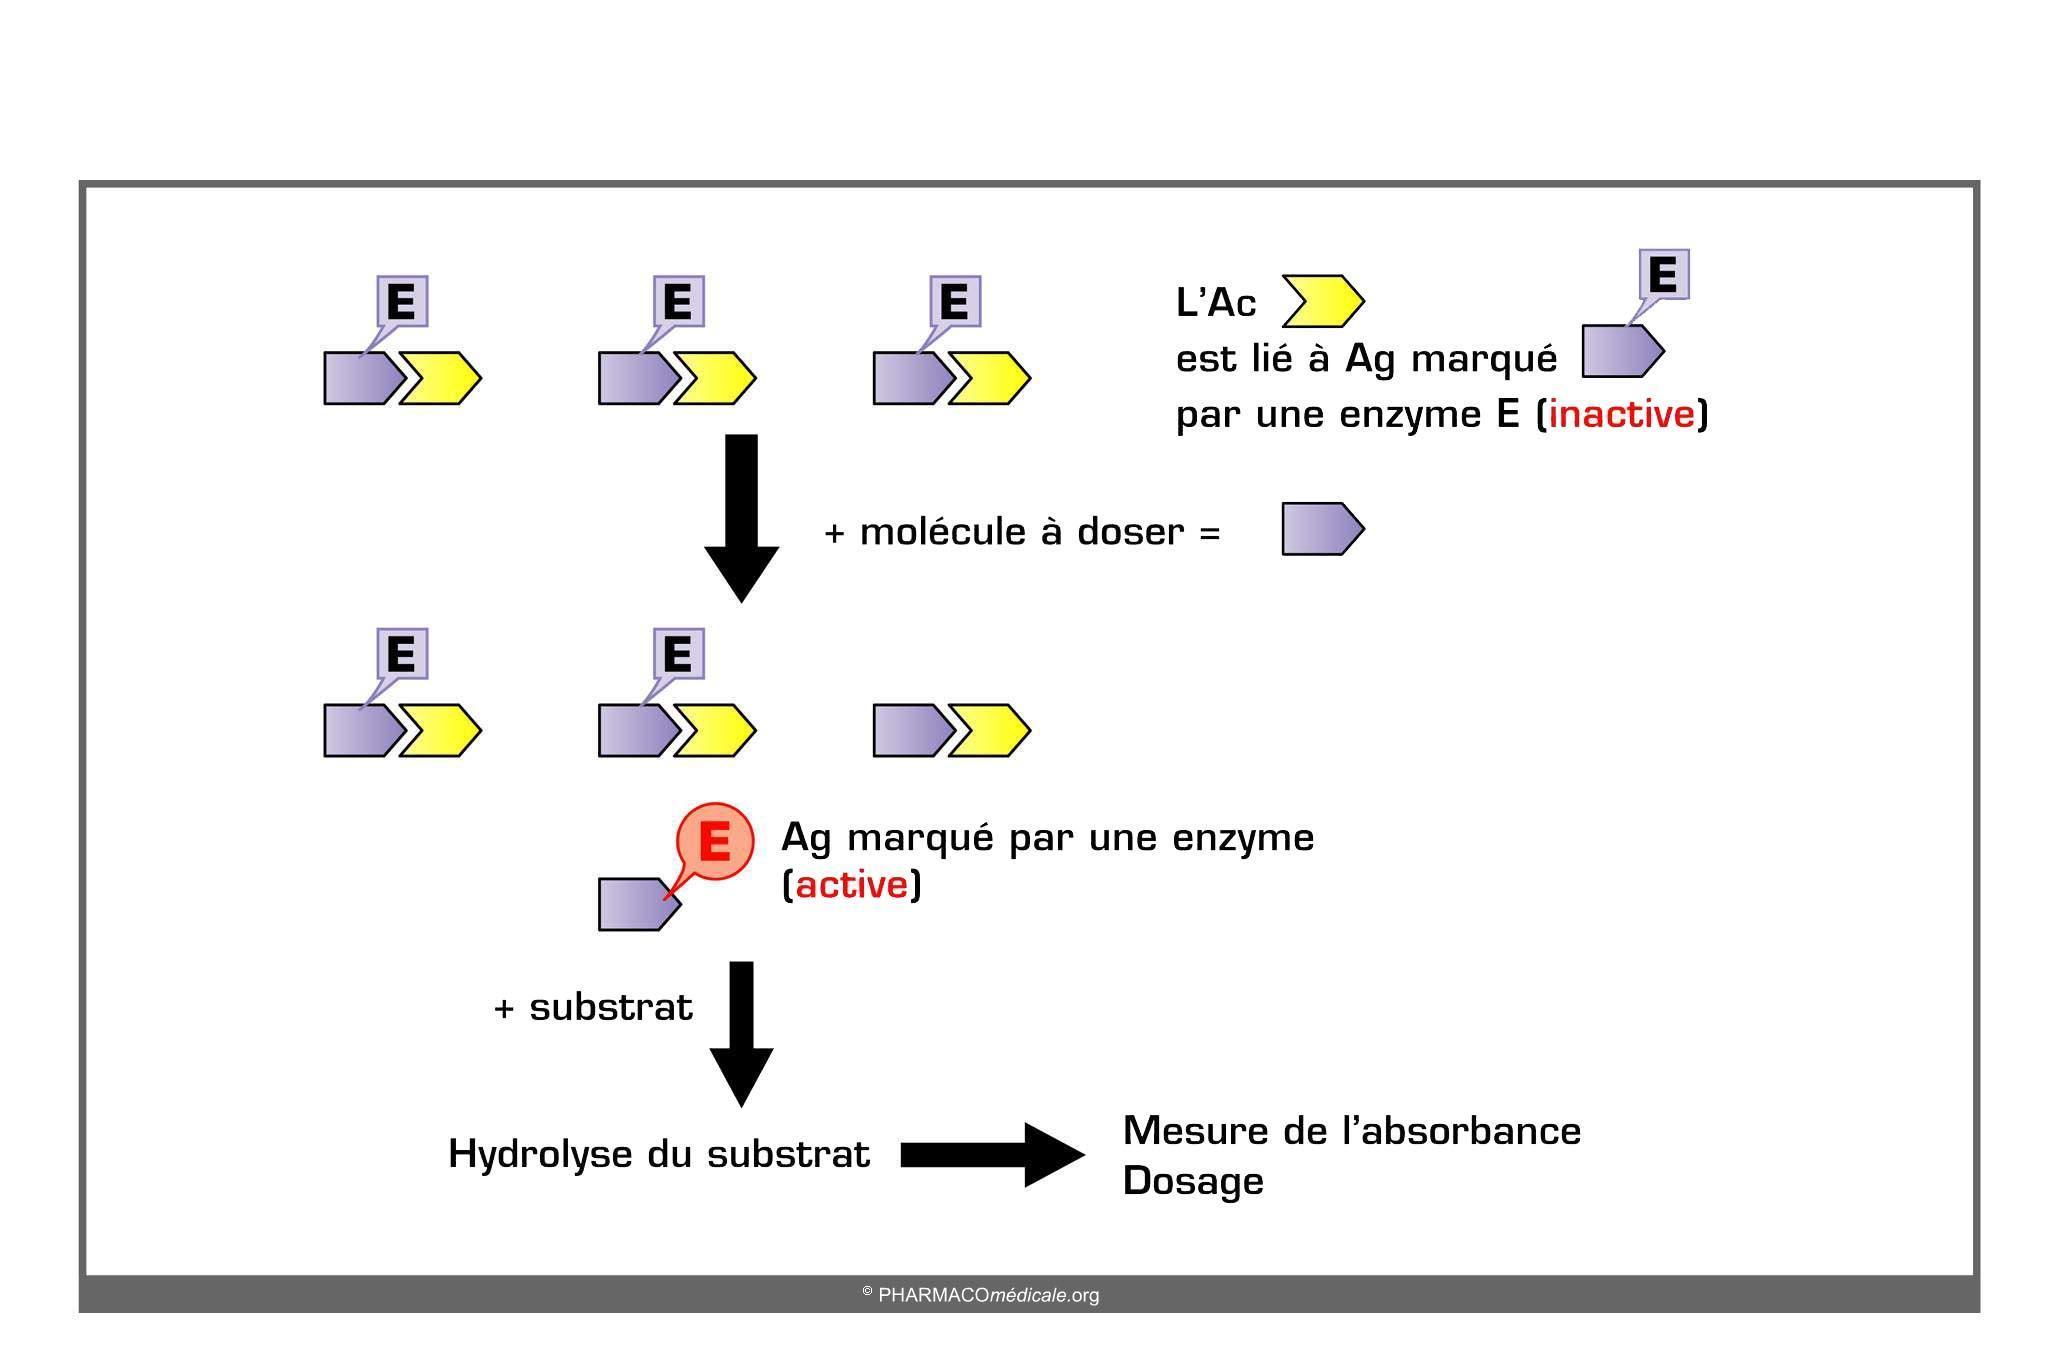 E E E
L'Ac
E
est lié à Ag marqué
par une enzyme E (inactive)
+ molécule à doser =
E E
E
Ag marqué par une enzyme
(active)
+ substrat
Hydrolyse du substrat
Mesure de l'absorbance
Dosage
© PHARMACOmédicale.org